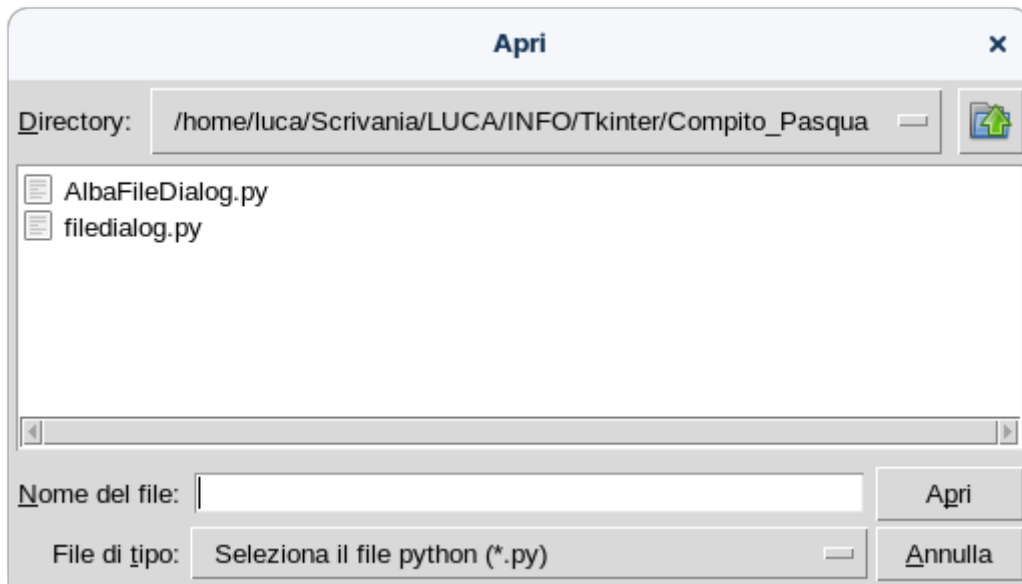 Apri
Directory: /home/luca/Scrivania/LUCA/INFO/Tkinter/Compito_Pasqua
AlbaFileDialog.py
filedialog.py
Nome del file: Apri
File di tipo: Seleziona il file python (*.py) Annulla